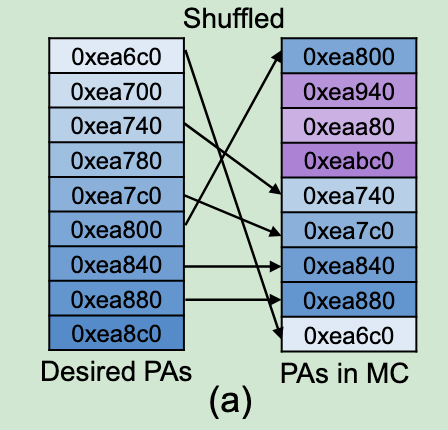 Shuffled
0xea6c0
0xea700
0xea740
0xea780
0xea7c0
0xea800
0xea840
0xea880
0xea8c0
Desired PAs
0xea800
0xea940
0xeaa80
0xeabc0
0xea740
0xea7c0
0xea840
0xea880
0xea6c0
PAs in MC
(a)